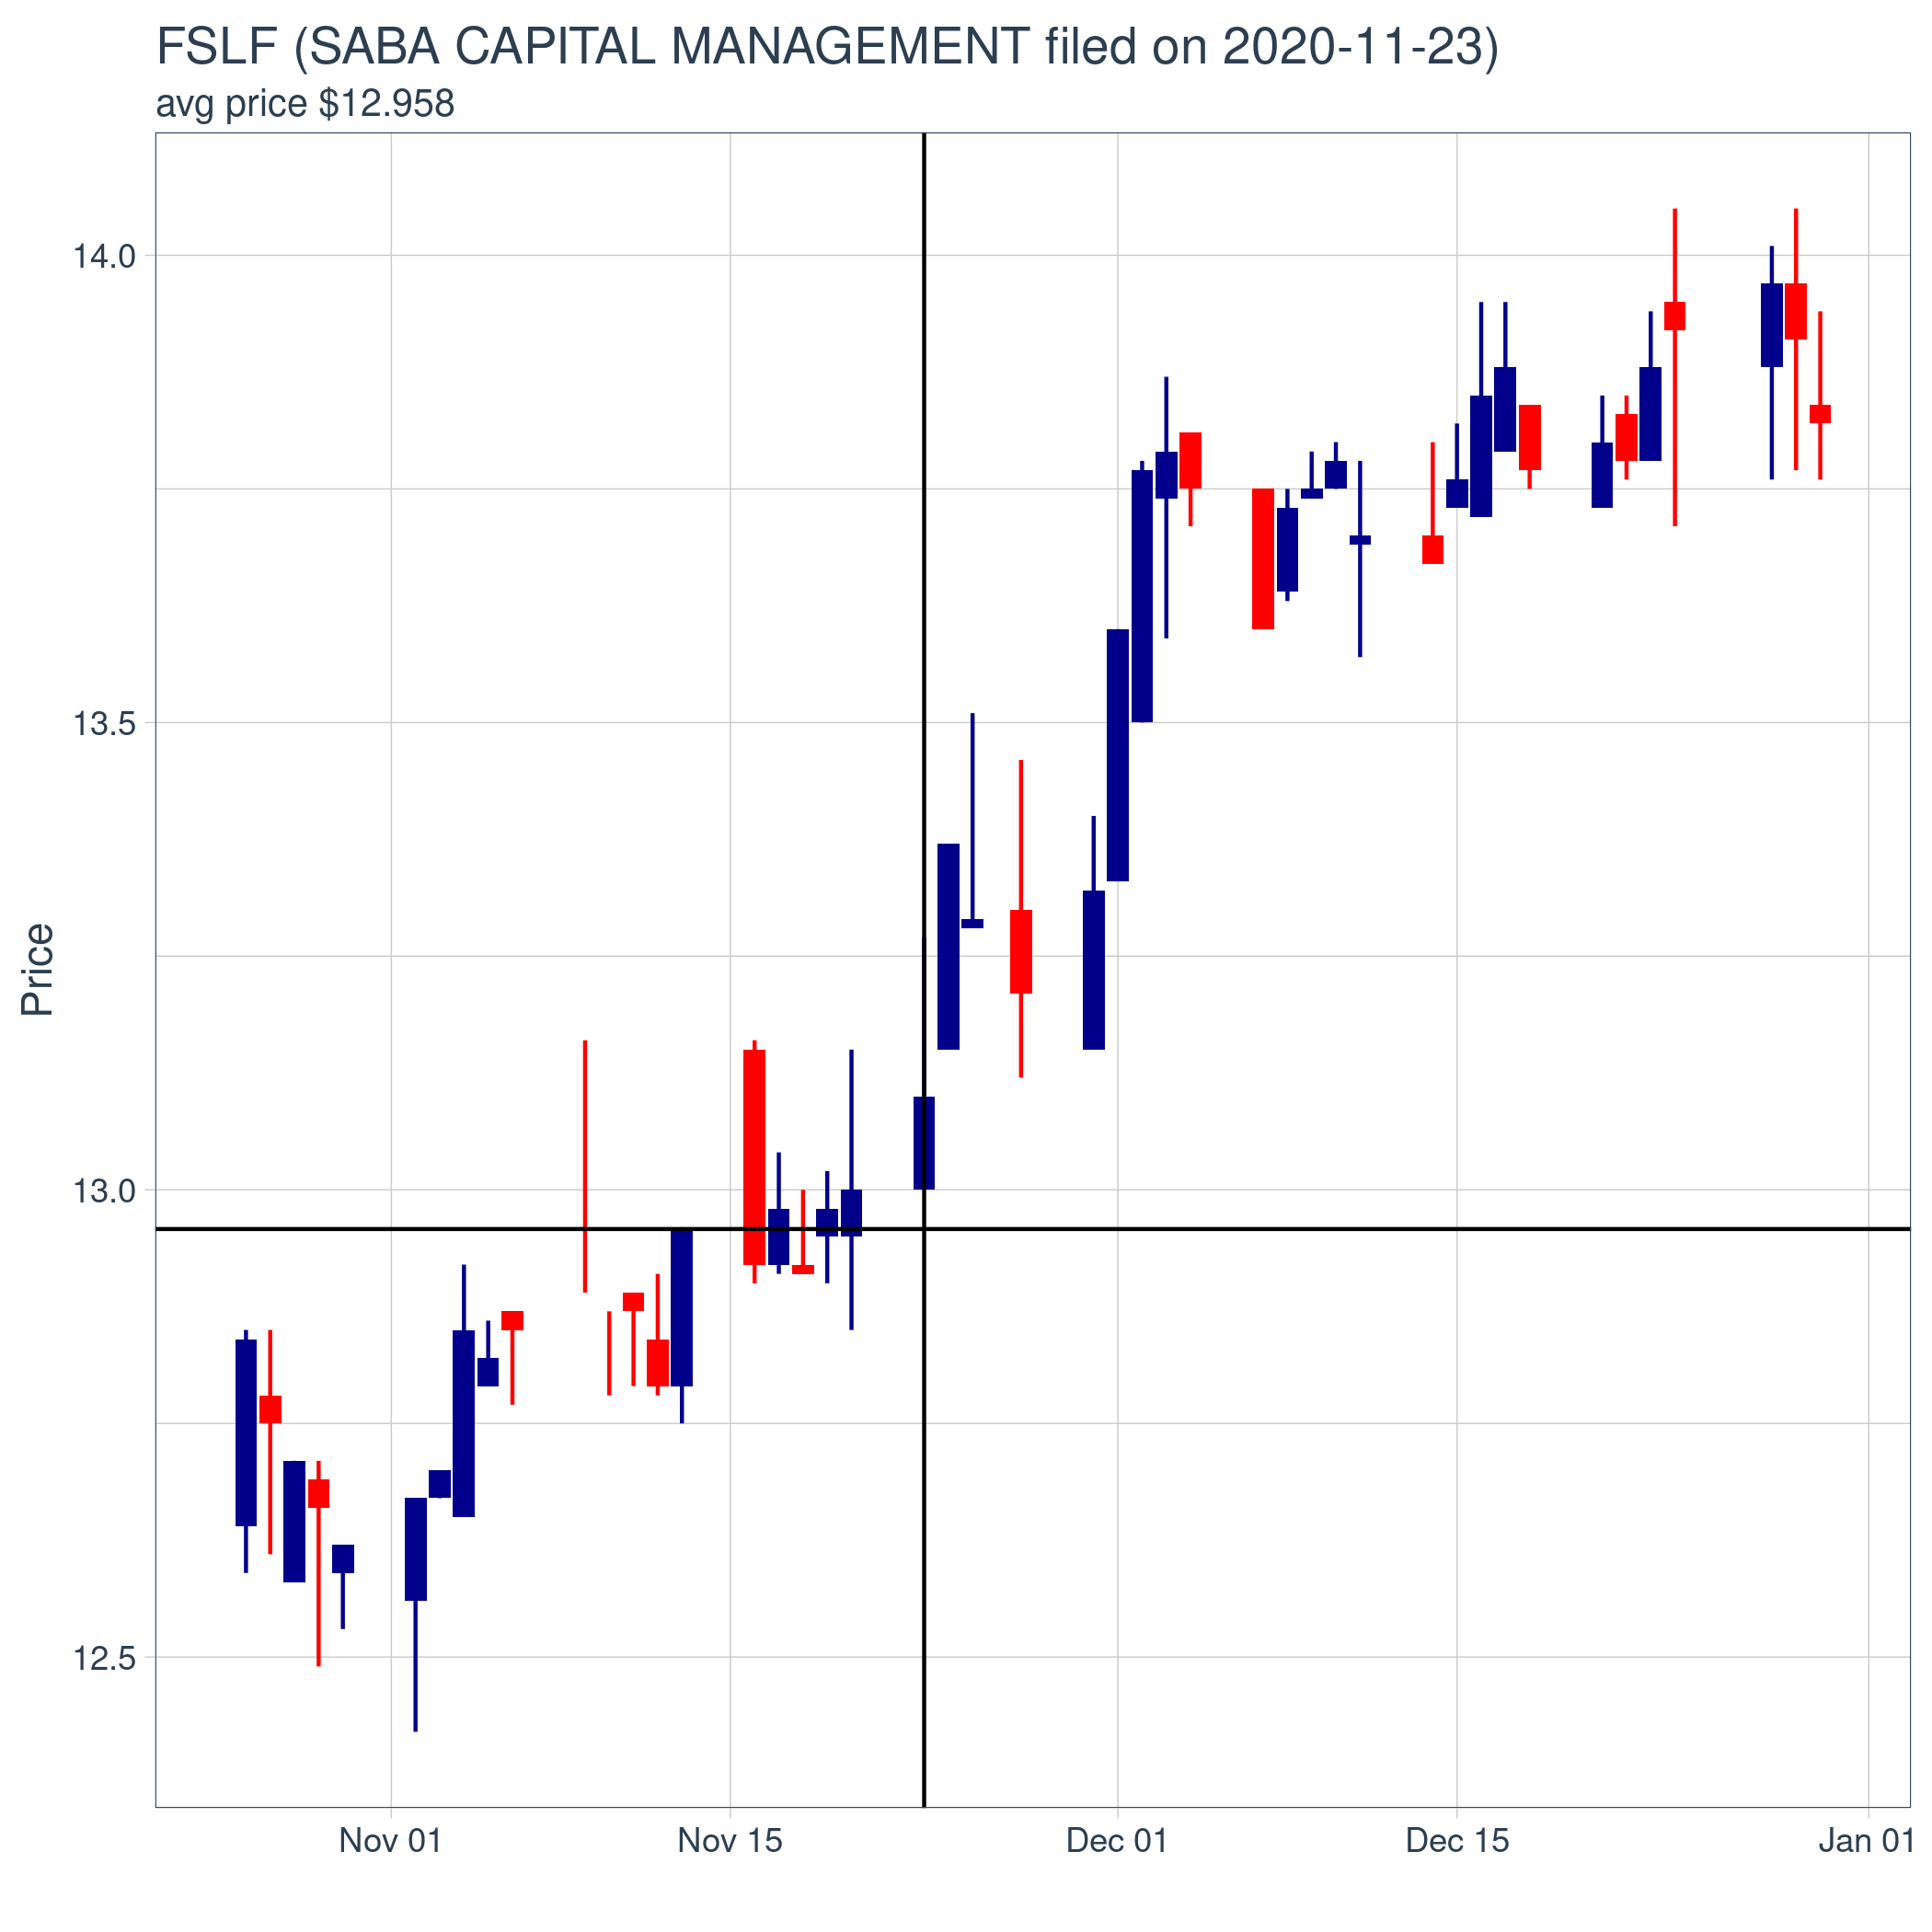 FSLF (SABA CAPITAL MANAGEMENT filed on 2020-11-23)
avg price $12.958
14.0
13.5
Price
13.0
12.5
Nov 01 Nov 15 Dec 01 Dec 15 Jan 01